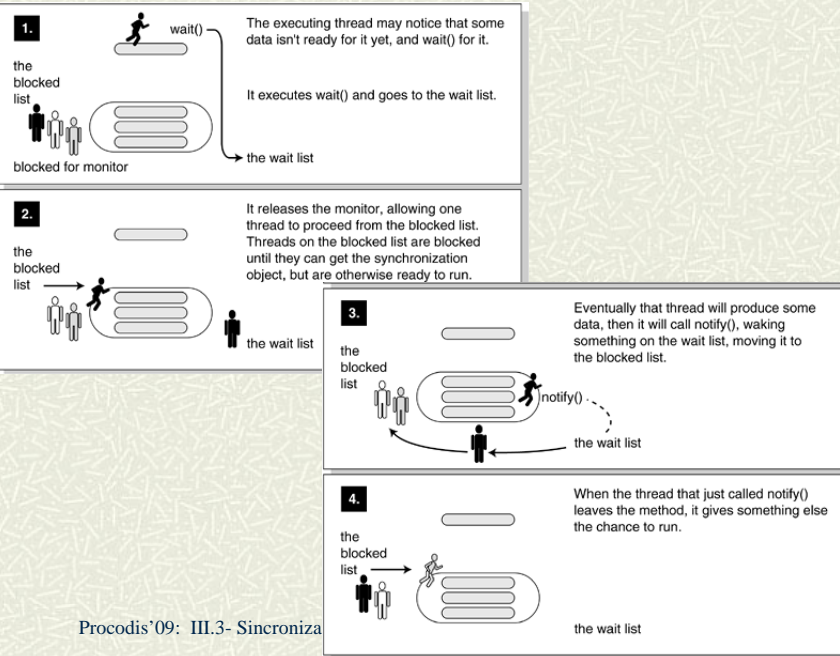 1.
wait()
The executing thread may notice that some
data isn't ready for it yet, and wait() for it.
the
blocked
list
It executes wait() and goes to the wait list.
the wait list
blocked for monitor
2.
It releases the monitor, allowing one
thread to proceed from the blocked list.
Threads on the blocked list are blocked
until they can get the synchronization
object, but are otherwise ready to run.
the
blocked
list
the wait list
3.
Eventually that thread will produce some
data, then it will call notify(), waking
something on the wait list, moving it to
the blocked list.
the
blocked
list
notify()
the wait list
4.
When the thread that just called notify()
leaves the method, it gives something else
the chance to run.
the
blocked
list
the wait list
Procodis’09: III.3- Sincroniza